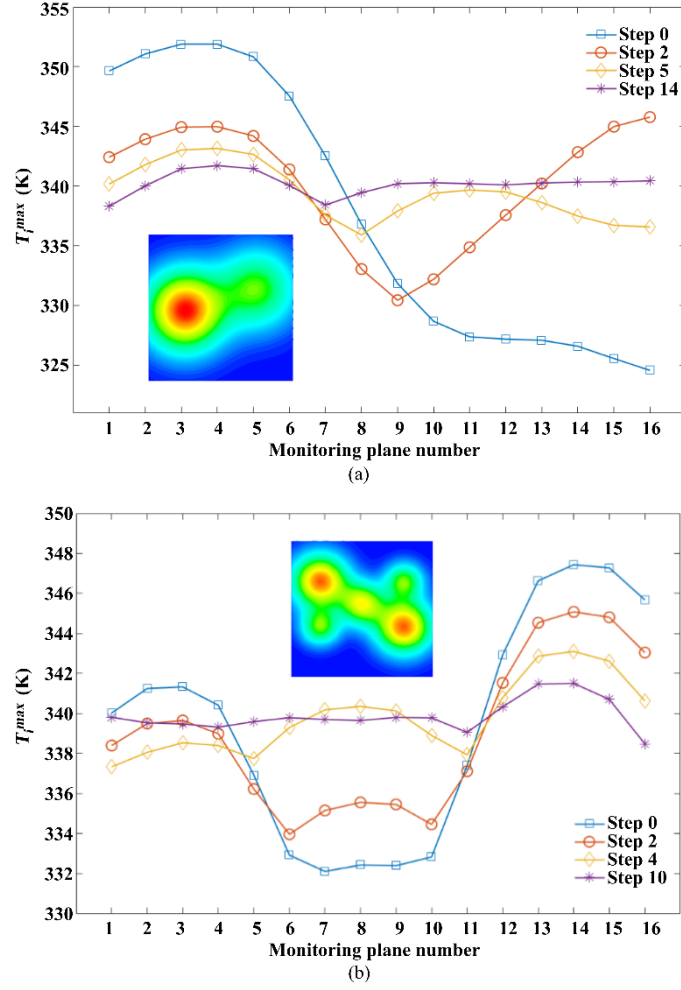 355
350
345
340
335
330
325
T_i^max (K)
Step 0
Step 2
Step 5
Step 14
1 2 3 4 5 6 7 8 9 10 11 12 13 14 15 16
Monitoring plane number
(a)
350
348
346
344
342
340
338
336
334
332
330
T_i^max (K)
Step 0
Step 2
Step 4
Step 10
1 2 3 4 5 6 7 8 9 10 11 12 13 14 15 16
Monitoring plane number
(b)